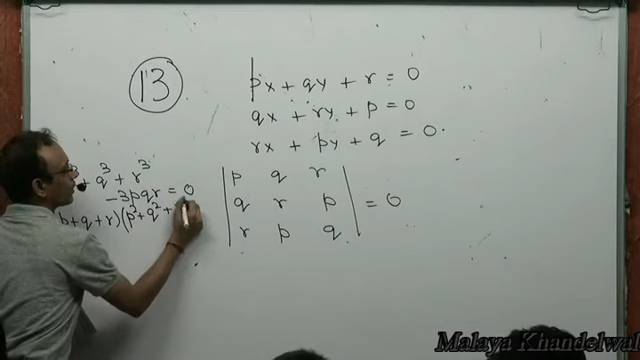 13
px + qy + r = 0
qx + ry + p = 0
rx + py + q = 0.
+ q³ + r³
- 3pqr = 0
p+q+r)(p²+q²+
p q r
q r p = 0
r p q
Malaya Khandelwal